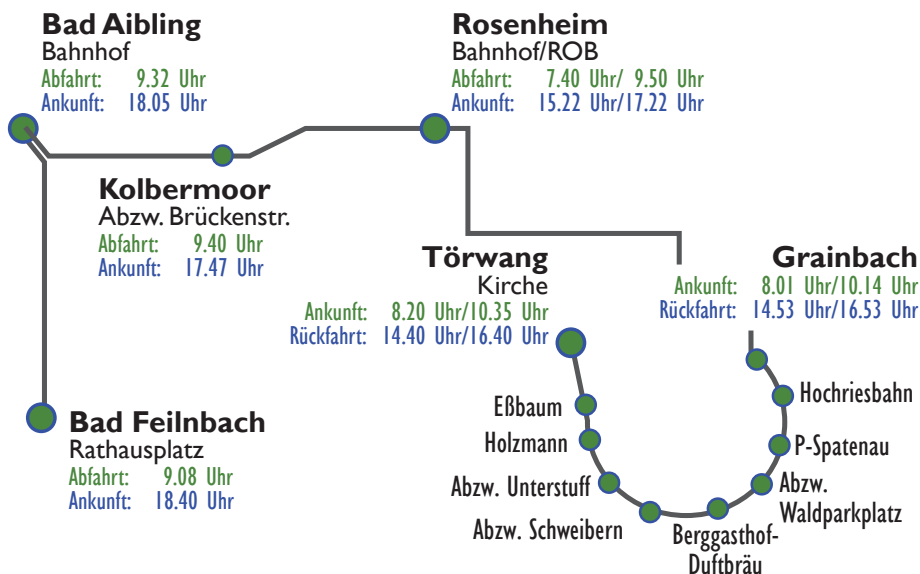 Bad Aibling
Bahnhof
Abfahrt: 9.32 Uhr
Ankunft: 18.05 Uhr
Rosenheim
Bahnhof/ROB
Abfahrt: 7.40 Uhr/ 9.50 Uhr
Ankunft: 15.22 Uhr/17.22 Uhr
Kolbermoor
Abzw. Brückenstr.
Abfahrt: 9.40 Uhr
Ankunft: 17.47 Uhr
Törwang
Kirche
Ankunft: 8.20 Uhr/10.35 Uhr
Rückfahrt: 14.40 Uhr/16.40 Uhr
Grainbach
Ankunft: 8.01 Uhr/10.14 Uhr
Rückfahrt: 14.53 Uhr/16.53 Uhr
Bad Feilnbach
Rathausplatz
Abfahrt: 9.08 Uhr
Ankunft: 18.40 Uhr
Eßbaum
Holzmann
Abzw. Unterstuff
Abzw. Schweibern
Berggasthof-
Duftbräu
Abzw.
Waldparkplatz
P-Spatenau
Hochriesbahn